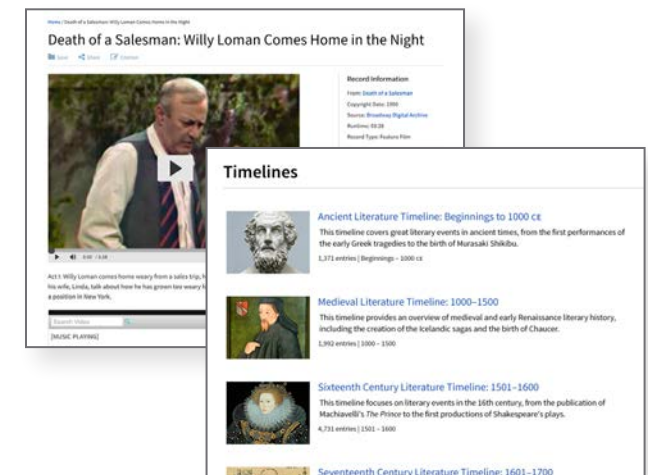 Home / Death of a Salesman: Willy Loman Comes Home in the Night
Death of a Salesman: Willy Loman Comes Home in the Night
Save Share Citation
Record Information
From: Death of a Salesman
Copyright Date:
Source: Broadway Digital Archive
Runtime:
Record Type: Feature Film
Act I: Willy Loman comes home weary from a sales trip,
his wife, Linda, talk about how he has grown too weary
a position in New York.
Search Video
[MUSIC PLAYING]
Timelines
Ancient Literature Timeline: Beginnings to 1000 CE
This timeline covers great literary events in ancient times, from the first performances of
the early Greek tragedies to the birth of Murasaki Shikibu.
1,371 entries | Beginnings – 1000 CE
Medieval Literature Timeline: 1000–1500
This timeline provides an overview of medieval and early Renaissance literary history,
including the creation of the Icelandic sagas and the birth of Chaucer.
1,992 entries | 1000 – 1500
Sixteenth Century Literature Timeline: 1501–1600
This timeline focuses on literary events in the 16th century, from the publication of
Machiavelli's The Prince to the first productions of Shakespeare's plays.
4,731 entries | 1501 – 1600
Seventeenth Century Literature Timeline: 1601–1700